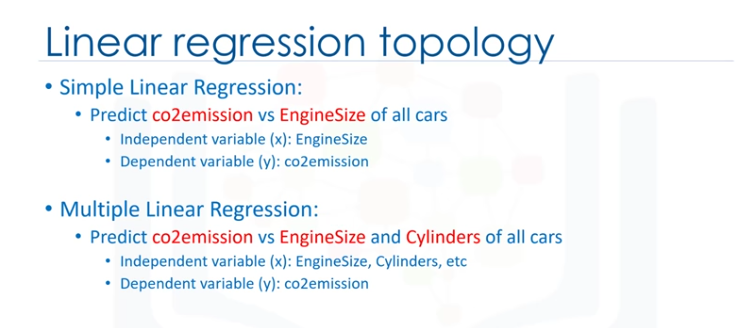 Linear regression topology
• Simple Linear Regression:
• Predict co2emission vs EngineSize of all cars
• Independent variable (x): EngineSize
• Dependent variable (y): co2emission
• Multiple Linear Regression:
• Predict co2emission vs EngineSize and Cylinders of all cars
• Independent variable (x): EngineSize, Cylinders, etc
• Dependent variable (y): co2emission